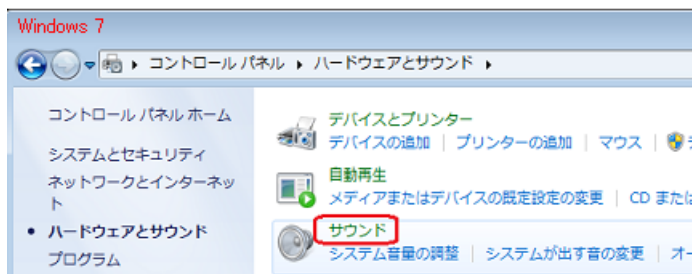 Windows 7
コントロール パネル ▸ ハードウェアとサウンド ▸
コントロール パネル ホーム
システムとセキュリティ
ネットワークとインターネッ
ト
• ハードウェアとサウンド
プログラム
デバイスとプリンター
デバイスの追加 | プリンターの追加 | マウス |
自動再生
メディアまたはデバイスの既定設定の変更 | CD または
サウンド
システム音量の調整 | システムが出す音の変更 | オー